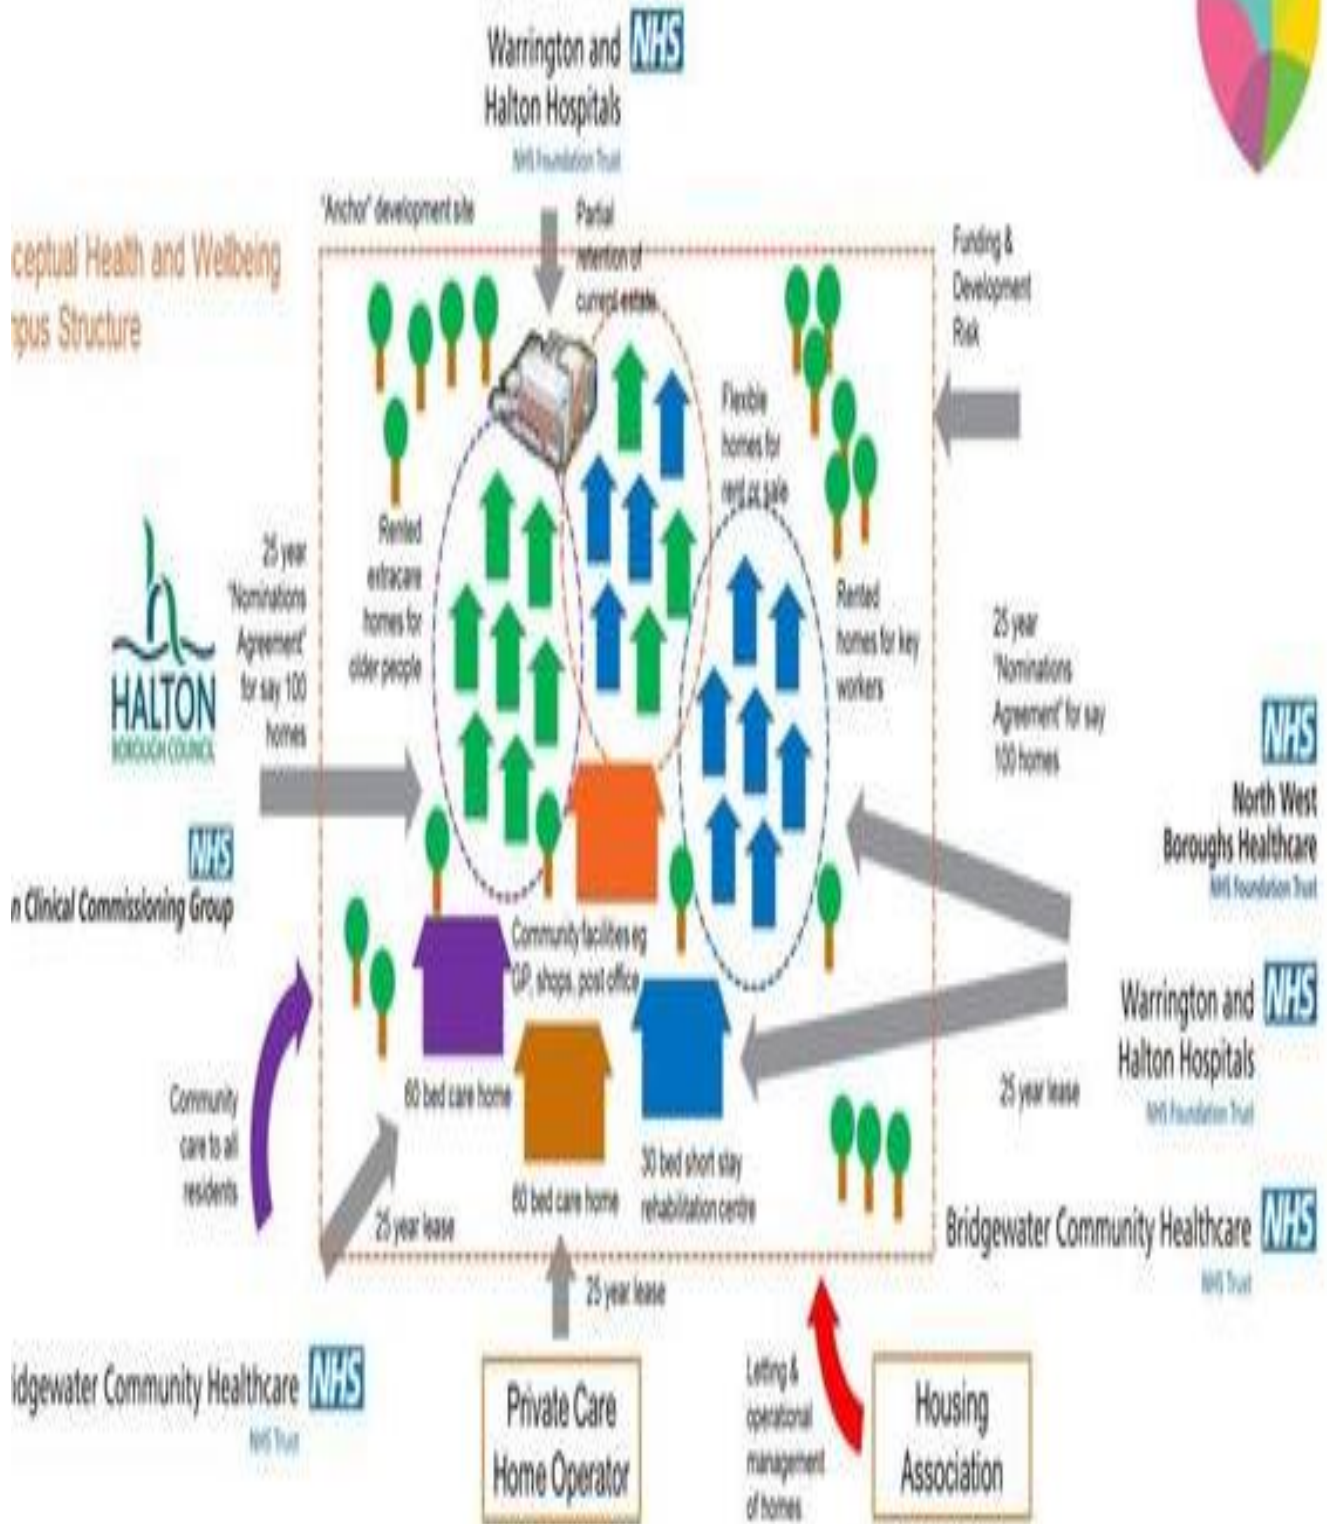 Warrington and NHS
Halton Hospitals
NHS Foundation Trust
"Anchor" development site
Partial
retention of
current estate
ceptual Health and Wellbeing
pus Structure
Funding &
Development
Risk
Flexible
homes for
rent or sale
Rented
extracare
homes for
older people
25 year
"Nominations
Agreement"
for say 100
homes
HALTON
BOROUGH COUNCIL
Rented
homes for key
workers
25 year
"Nominations
Agreement" for say
100 homes
NHS
North West
Boroughs Healthcare
NHS Foundation Trust
NHS
n Clinical Commissioning Group
Community facilities eg
GP, shops, post office
Warrington and NHS
Halton Hospitals
NHS Foundation Trust
25 year lease
Community
care to all
residents
60 bed care home
60 bed care home
30 bed short stay
rehabilitation centre
25 year lease
Bridgewater Community Healthcare NHS
NHS Trust
25 year lease
idgewater Community Healthcare NHS
NHS Trust
Private Care
Home Operator
Letting &
operational
management
of homes
Housing
Association